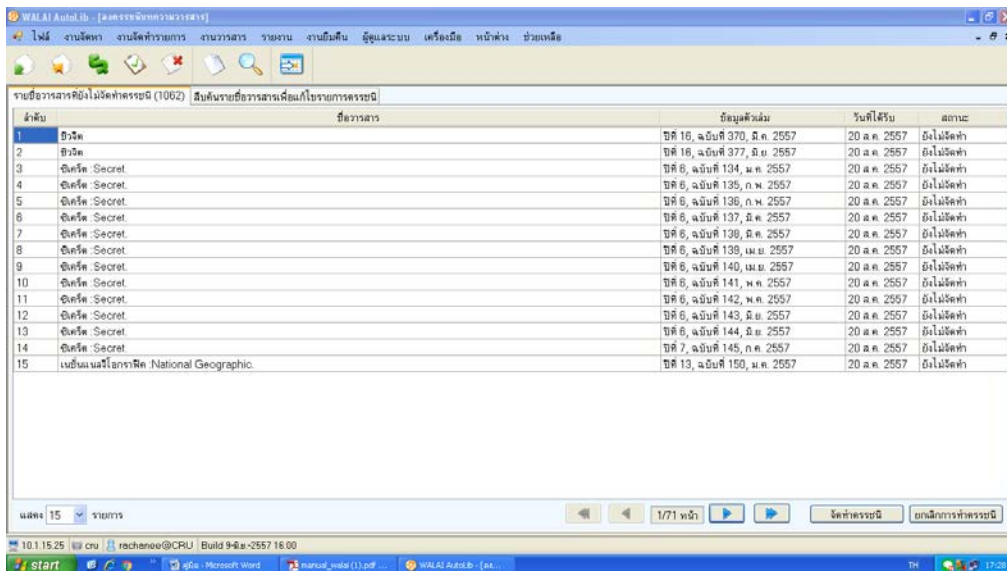 WALAI AutoLib - [ลงดรรชนีบทความวารสาร]
ไฟล์ งานจัดหา งานจัดทำรายการ งานวารสาร รายงาน งานยืมคืน ผู้ดูแลระบบ เครื่องมือ หน้าต่าง ช่วยเหลือ
รายชื่อวารสารที่ยังไม่จัดทำดรรชนี (1062) สืบค้นรายชื่อวารสารเพื่อแก้ไขรายการดรรชนี
ลำดับ ชื่อวารสาร ข้อมูลตัวเล่ม วันที่ได้รับ สถานะ
1 ชีวจิต ปีที่ 16, ฉบับที่ 370, มี.ค. 2557 20 ส.ค. 2557 ยังไม่จัดทำ
2 ชีวจิต ปีที่ 16, ฉบับที่ 377, มิ.ย. 2557 20 ส.ค. 2557 ยังไม่จัดทำ
3 ซีเคร็ต :Secret. ปีที่ 6, ฉบับที่ 134, ม.ค. 2557 20 ส.ค. 2557 ยังไม่จัดทำ
4 ซีเคร็ต :Secret. ปีที่ 6, ฉบับที่ 135, ก.พ. 2557 20 ส.ค. 2557 ยังไม่จัดทำ
5 ซีเคร็ต :Secret. ปีที่ 6, ฉบับที่ 136, ก.พ. 2557 20 ส.ค. 2557 ยังไม่จัดทำ
6 ซีเคร็ต :Secret. ปีที่ 6, ฉบับที่ 137, มี.ค. 2557 20 ส.ค. 2557 ยังไม่จัดทำ
7 ซีเคร็ต :Secret. ปีที่ 6, ฉบับที่ 138, มี.ค. 2557 20 ส.ค. 2557 ยังไม่จัดทำ
8 ซีเคร็ต :Secret. ปีที่ 6, ฉบับที่ 139, เม.ย. 2557 20 ส.ค. 2557 ยังไม่จัดทำ
9 ซีเคร็ต :Secret. ปีที่ 6, ฉบับที่ 140, เม.ย. 2557 20 ส.ค. 2557 ยังไม่จัดทำ
10 ซีเคร็ต :Secret. ปีที่ 6, ฉบับที่ 141, พ.ค. 2557 20 ส.ค. 2557 ยังไม่จัดทำ
11 ซีเคร็ต :Secret. ปีที่ 6, ฉบับที่ 142, พ.ค. 2557 20 ส.ค. 2557 ยังไม่จัดทำ
12 ซีเคร็ต :Secret. ปีที่ 6, ฉบับที่ 143, มิ.ย. 2557 20 ส.ค. 2557 ยังไม่จัดทำ
13 ซีเคร็ต :Secret. ปีที่ 6, ฉบับที่ 144, มิ.ย. 2557 20 ส.ค. 2557 ยังไม่จัดทำ
14 ซีเคร็ต :Secret. ปีที่ 7, ฉบับที่ 145, ก.ค. 2557 20 ส.ค. 2557 ยังไม่จัดทำ
15 เนชั่นแนลจีโอกราฟิค :National Geographic. ปีที่ 13, ฉบับที่ 150, ม.ค. 2557 20 ส.ค. 2557 ยังไม่จัดทำ
แสดง 15 รายการ 1/71 หน้า จัดทำดรรชนี ยกเลิกการทำดรรชนี
10.1.15.25 cru rachanee@CRU Build 9-มิ.ย.-2557 16:00
start คู่มือ - Microsoft Word manual_walai (1).pdf ... WALAI AutoLib - [ลง... TH 17:28